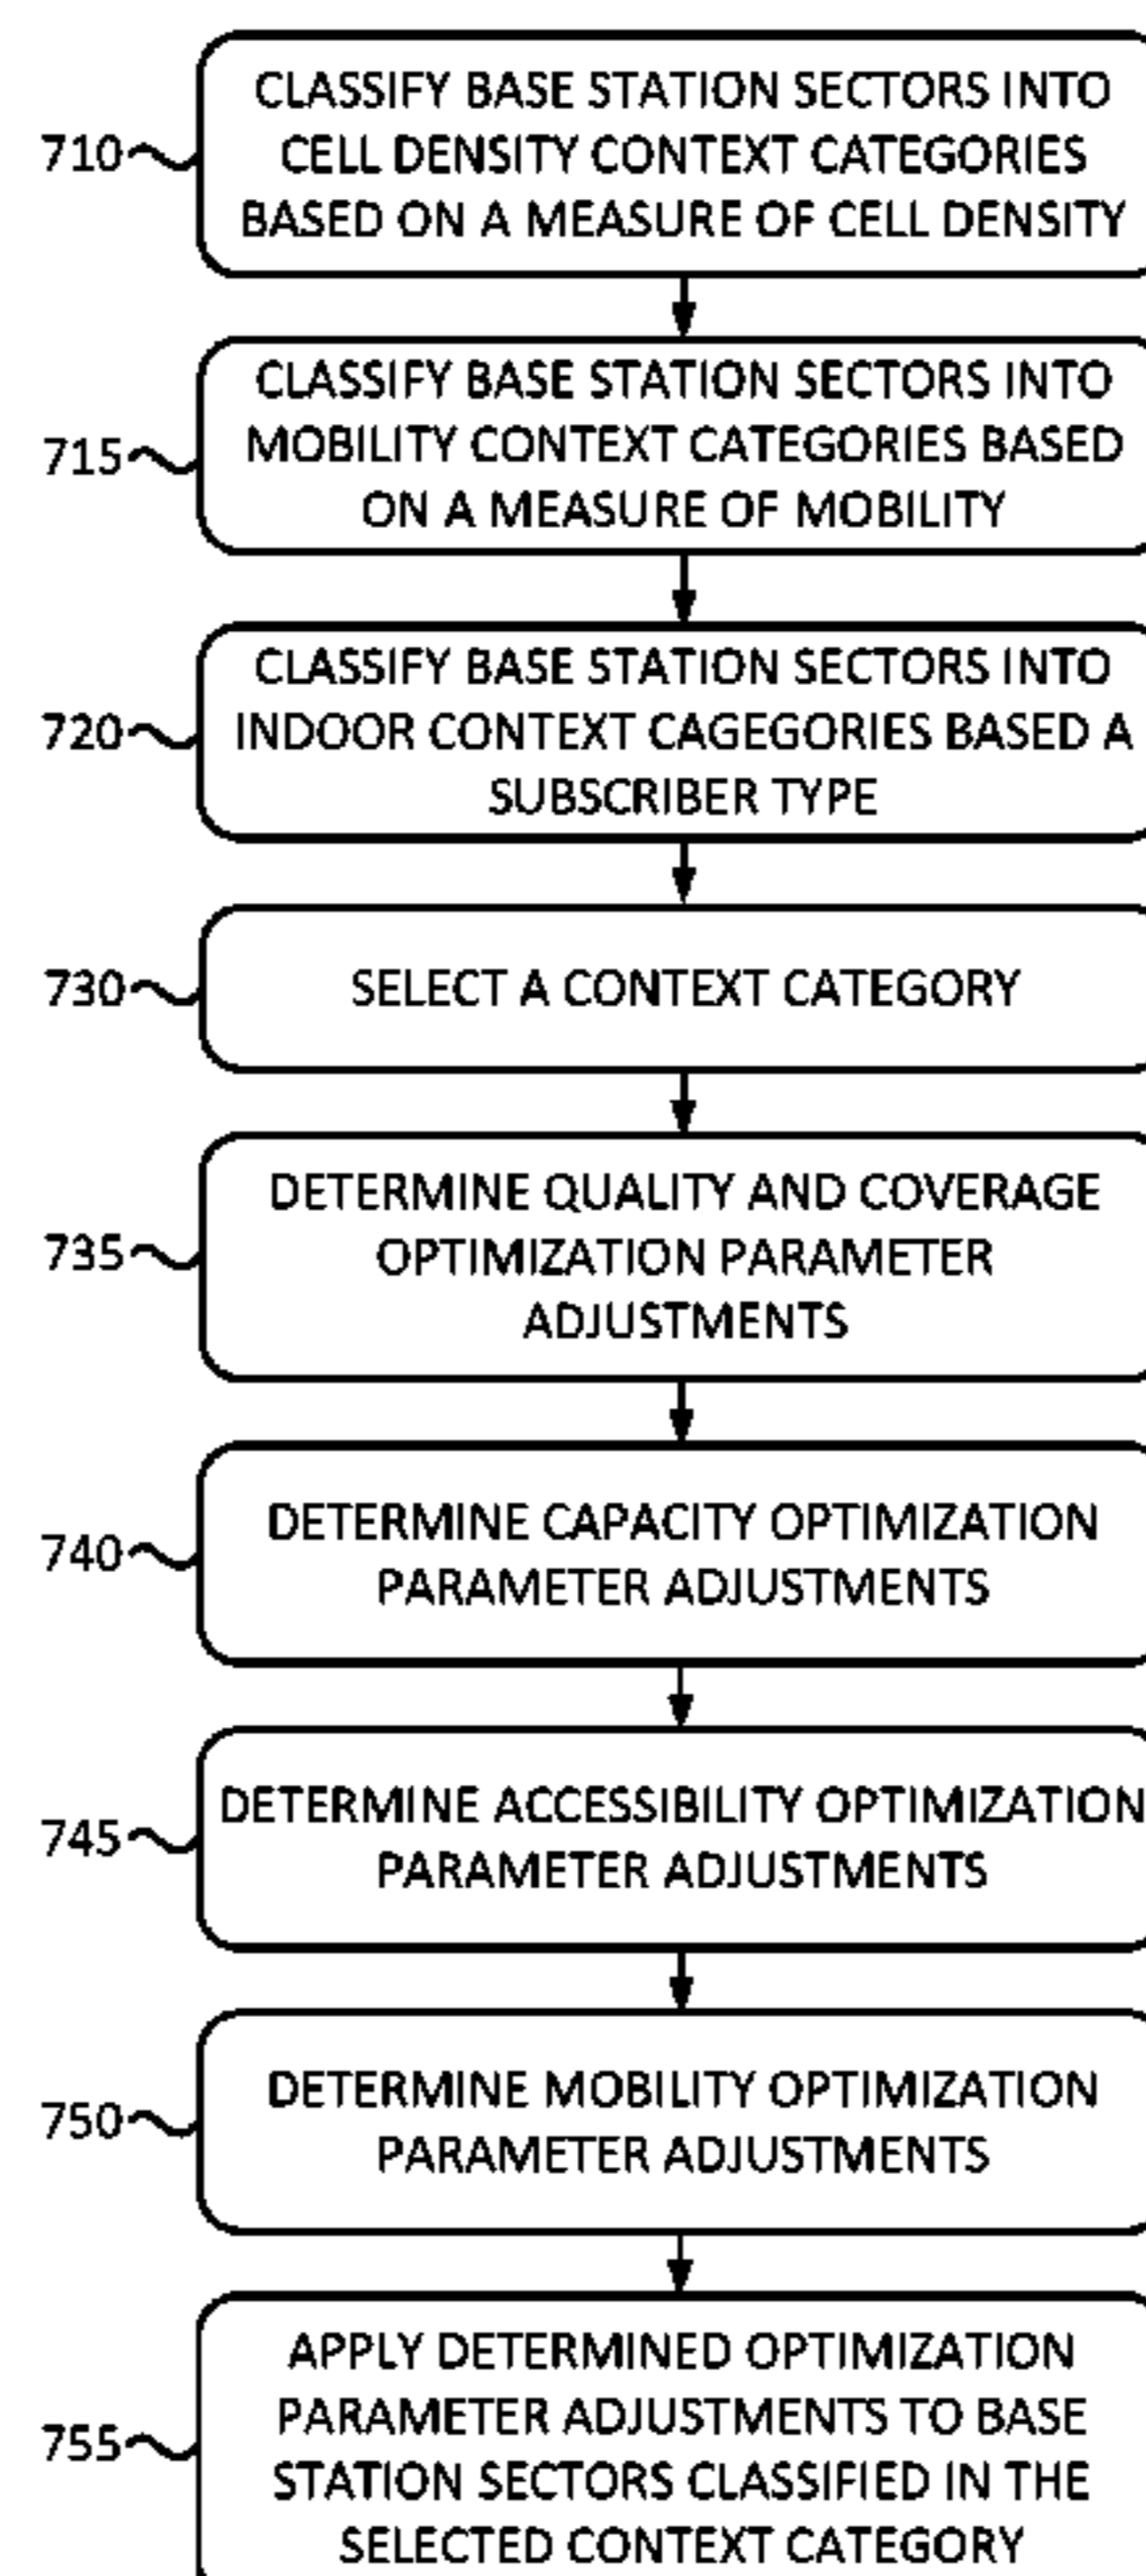 CLASSIFY BASE STATION SECTORS INTO
710 CELL DENSITY CONTEXT CATEGORIES
BASED ON A MEASURE OF CELL DENSITY
CLASSIFY BASE STATION SECTORS INTO
715 MOBILITY CONTEXT CATEGORIES BASED
ON A MEASURE OF MOBILITY
CLASSIFY BASE STATION SECTORS INTO
720 INDOOR CONTEXT CAGEGORIES BASED A
SUBSCRIBER TYPE
730 SELECT A CONTEXT CATEGORY
DETERMINE QUALITY AND COVERAGE
735 OPTIMIZATION PARAMETER
ADJUSTMENTS
DETERMINE CAPACITY OPTIMIZATION
740 PARAMETER ADJUSTMENTS
DETERMINE ACCESSIBILITY OPTIMIZATION
745 PARAMETER ADJUSTMENTS
DETERMINE MOBILITY OPTIMIZATION
750 PARAMETER ADJUSTMENTS
APPLY DETERMINED OPTIMIZATION
PARAMETER ADJUSTMENTS TO BASE
755 STATION SECTORS CLASSIFIED IN THE
SELECTED CONTEXT CATEGORY